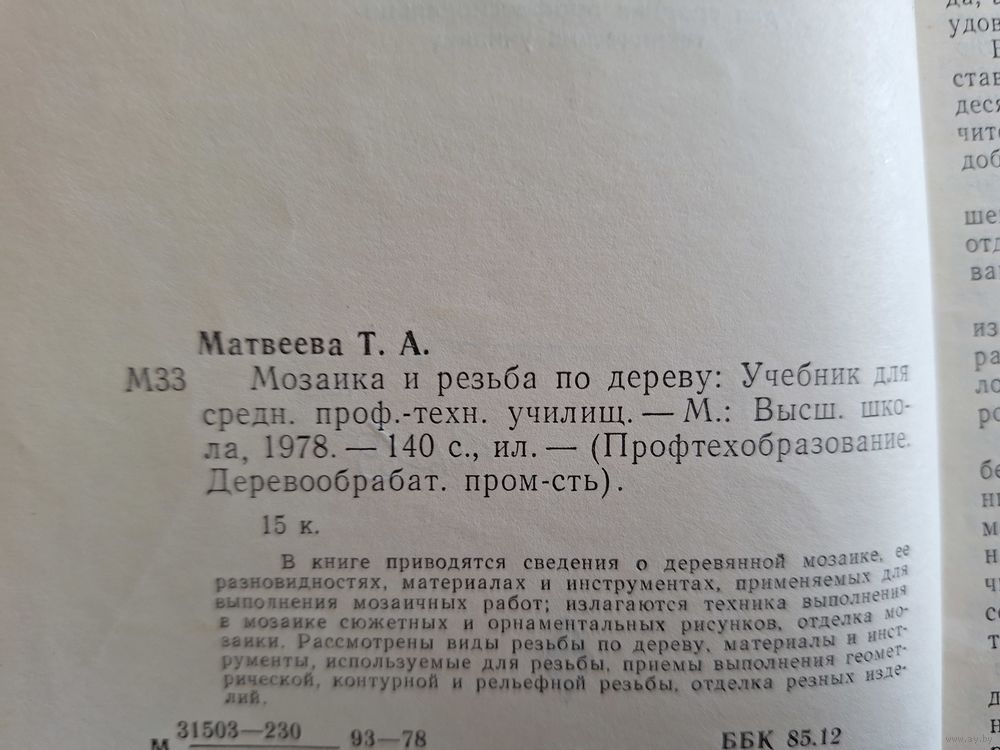 Матвеева Т. А.
М33 Мозаика и резьба по дереву: Учебник для
средн. проф.-техн. училищ. — М.: Высш. шко-
ла, 1978. — 140 с., ил. — (Профтехобразование.
Деревообрабат. пром-сть).
15 к.
В книге приводятся сведения о деревянной мозаике, ее
разновидностях, материалах и инструментах, применяемых для
выполнения мозаичных работ; излагаются техника выполнения
в мозаике сюжетных и орнаментальных рисунков, отделка мо-
заики. Рассмотрены виды резьбы по дереву, материалы и инст-
рументы, используемые для резьбы, приемы выполнения геомет-
рической, контурной и рельефной резьбы, отделка резных изде-
лий.
М 31503—230 93—78 ББК 85.12
www.ay.by